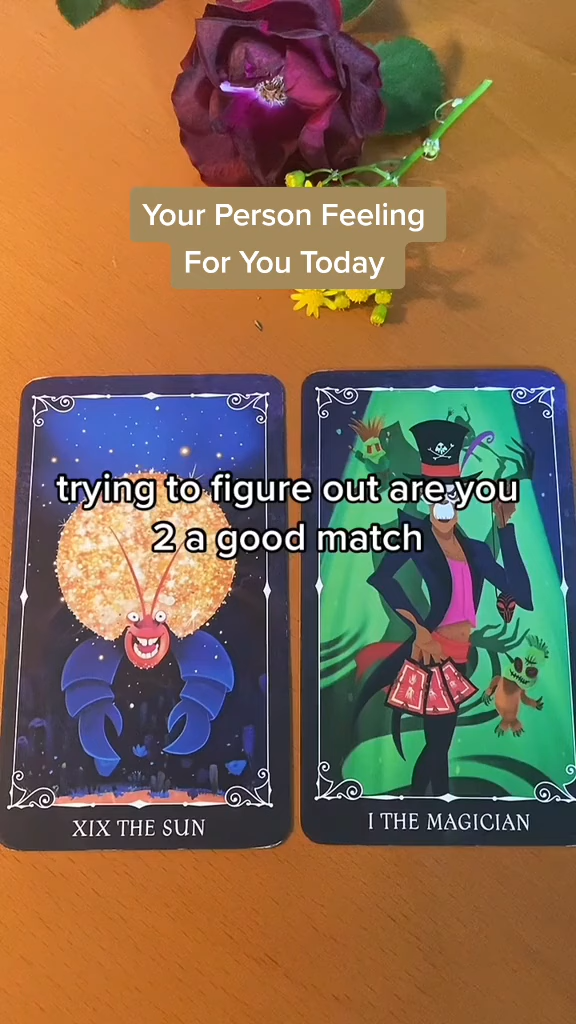 Your Person Feeling
For You Today
trying to figure out are you
2 a good match
XIX THE SUN
I THE MAGICIAN